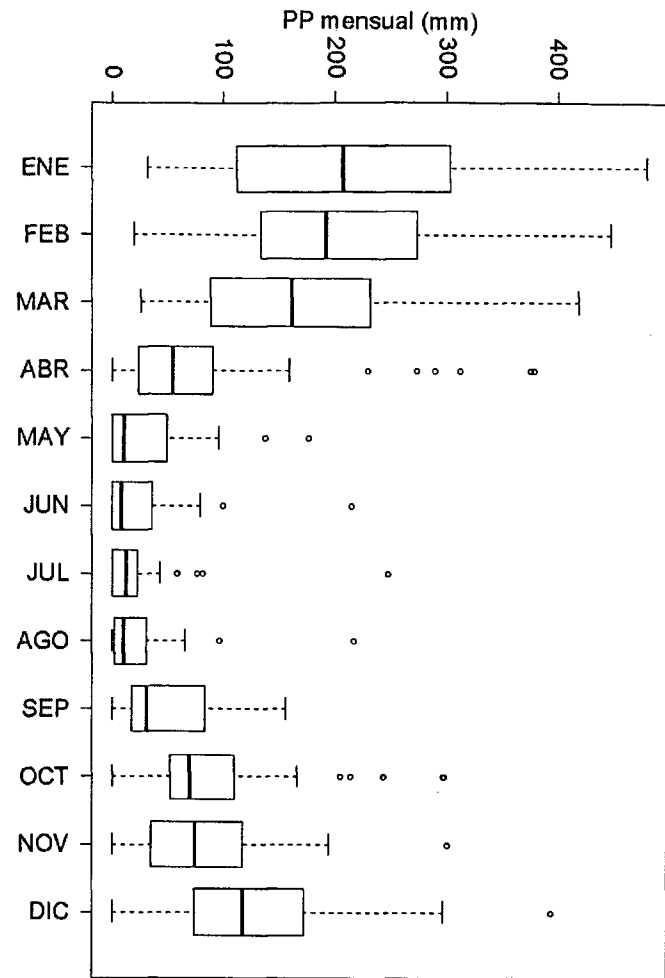 PP mensual (mm)
0 100 200 300 400
ENE
FEB
MAR
ABR
MAY
JUN
JUL
AGO
SEP
OCT
NOV
DIC